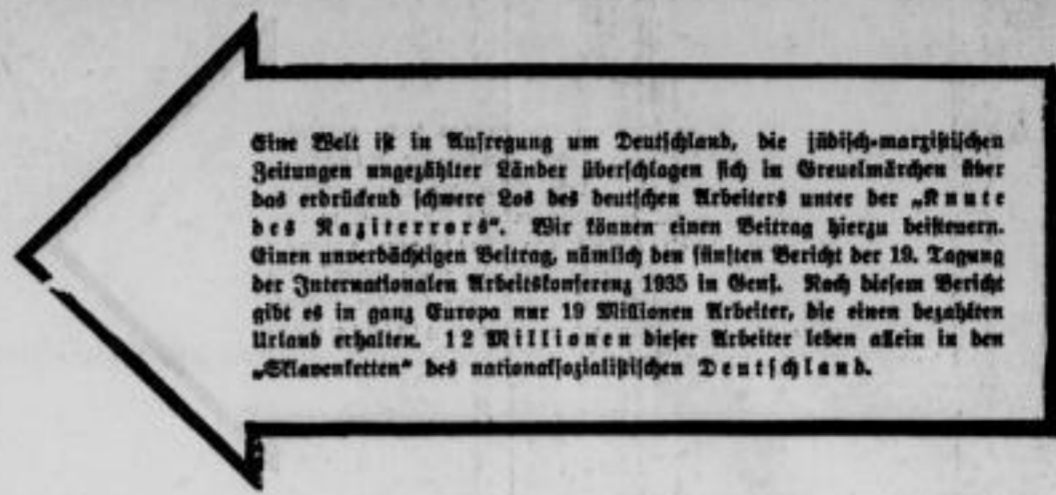 Eine Welt ist in Aufregung um Deutschland, die jüdisch-marxistischen
Zeitungen ungezählter Länder überschlagen sich in Greuelmärchen über
das erdrückend schwere Los des deutschen Arbeiters unter der „Knute
des Naziterrors“. Wir können einen Beitrag hierzu beisteuern.
Einen unverdächtigen Beitrag, nämlich den fünften Bericht der 19. Tagung
der Internationalen Arbeitskonferenz 1935 in Genf. Nach diesem Bericht
gibt es in ganz Europa nur 19 Millionen Arbeiter, die einen bezahlten
Urlaub erhalten. 12 Millionen dieser Arbeiter leben allein in den
„Sklavenketten“ des nationalsozialistischen Deutschland.